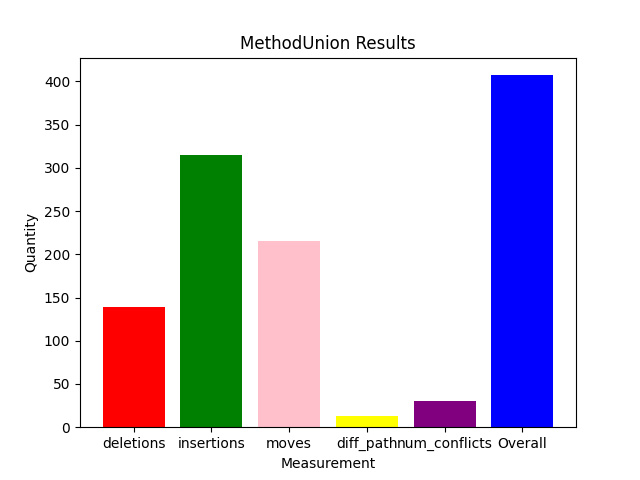 MethodUnion Results
Quantity
400
350
300
250
200
150
100
50
0
deletions insertions moves diff_path num_conflicts Overall
Measurement